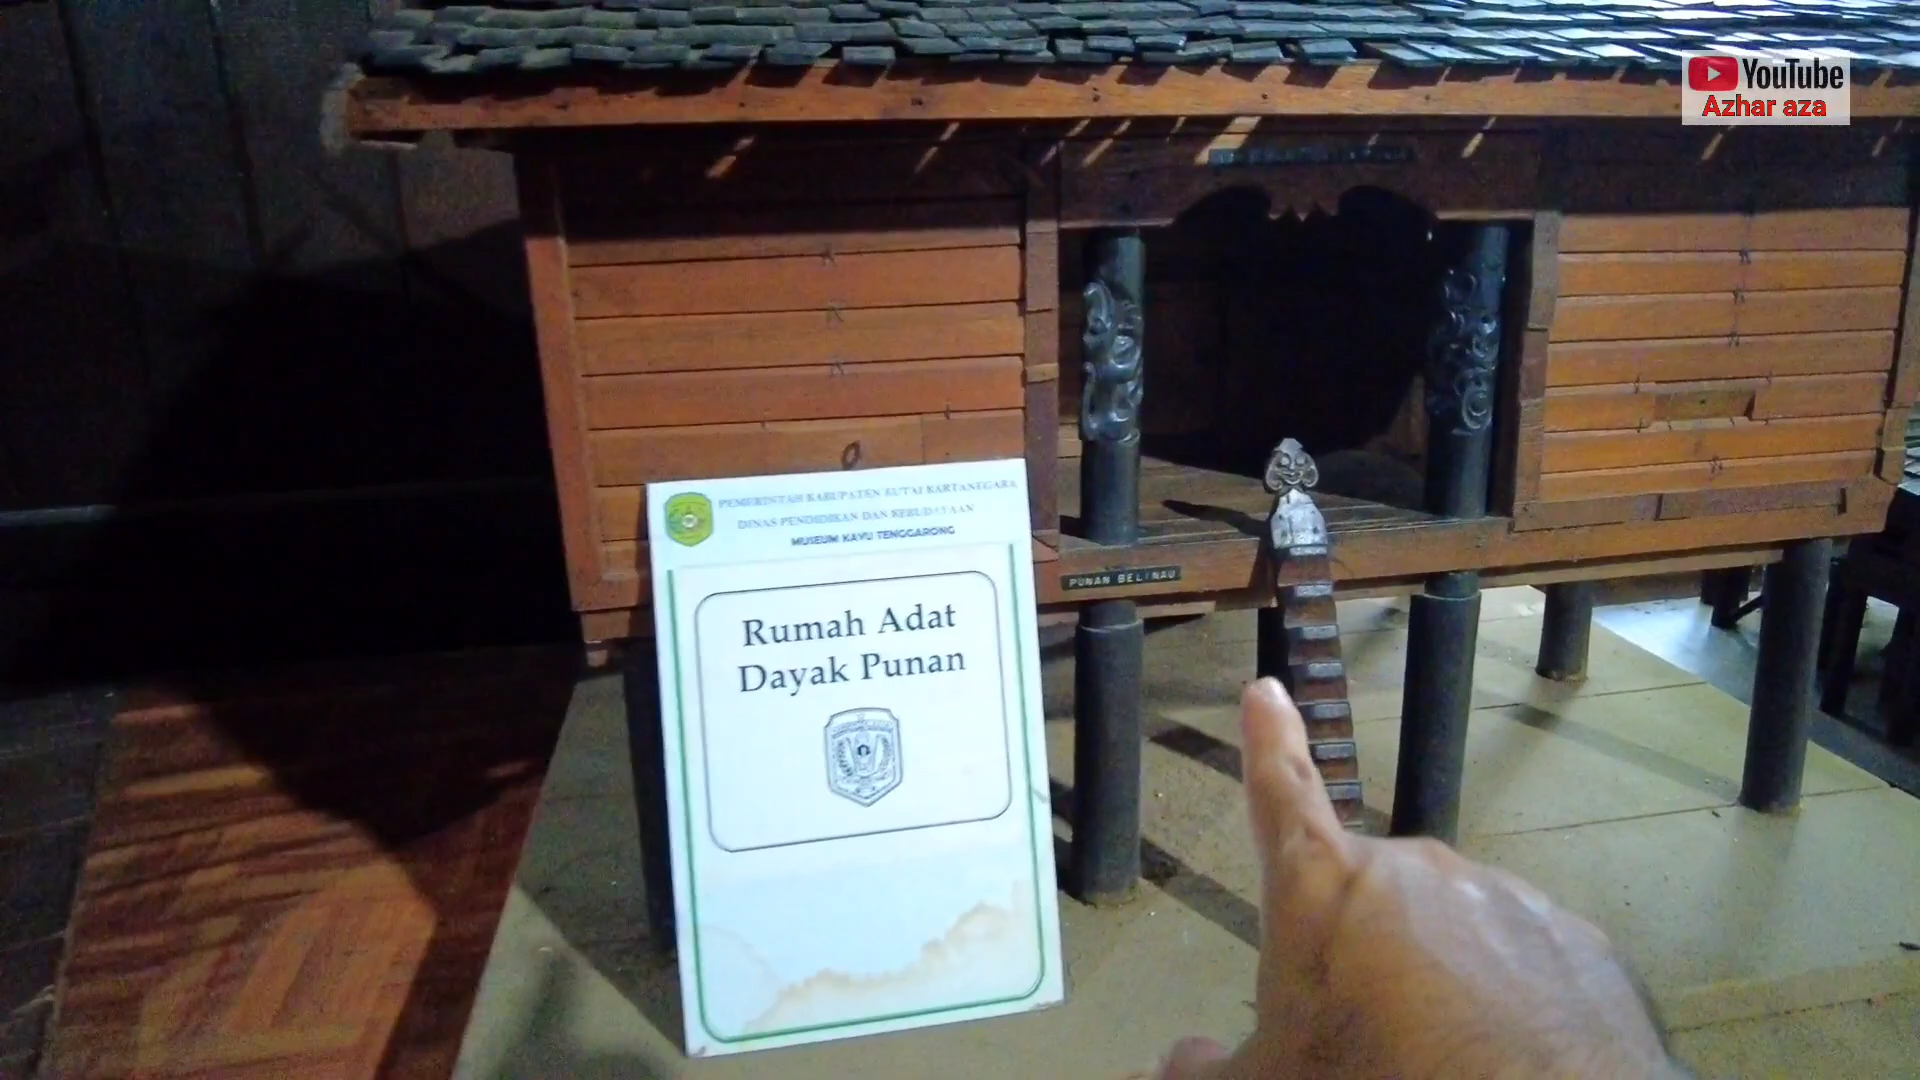 YouTube
Azhar aza
PEMERINTAH KABUPATEN KUTAI KARTANEGARA
DINAS PENDIDIKAN DAN KEBUDAYAAN
MUSEUM KAYU TENGGARONG
PUNAN BELINAU
Rumah Adat
Dayak Punan